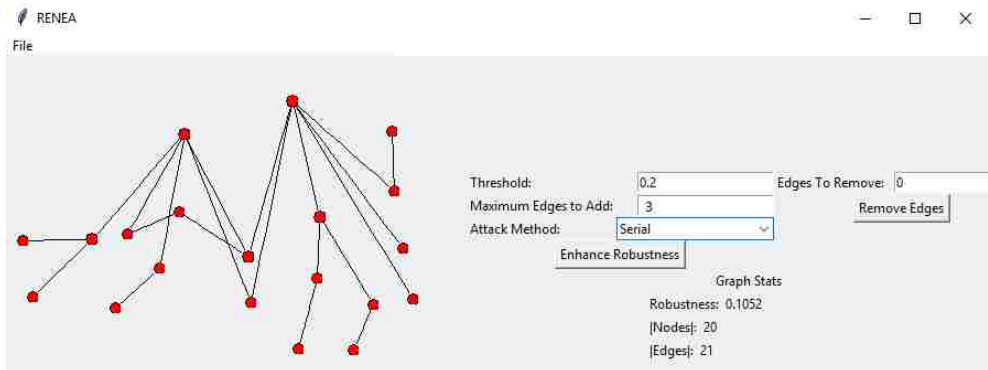 RENEA
File
Threshold: 0.2 Edges To Remove: 0
Maximum Edges to Add: 3 Remove Edges
Attack Method: Serial
Enhance Robustness
Graph Stats
Robustness: 0.1052
|Nodes|: 20
|Edges|: 21